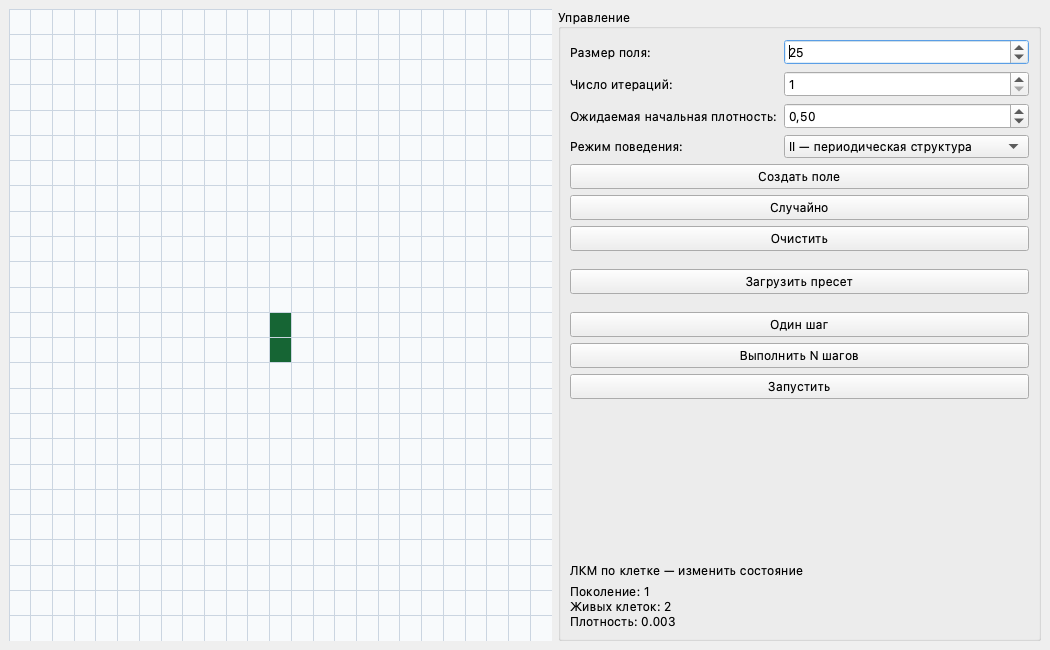 Управление
Размер поля: 25
Число итераций: 1
Ожидаемая начальная плотность: 0,50
Режим поведения: II — периодическая структура
Создать поле
Случайно
Очистить
Загрузить пресет
Один шаг
Выполнить N шагов
Запустить
ЛКМ по клетке — изменить состояние
Поколение: 1
Живых клеток: 2
Плотность: 0.003